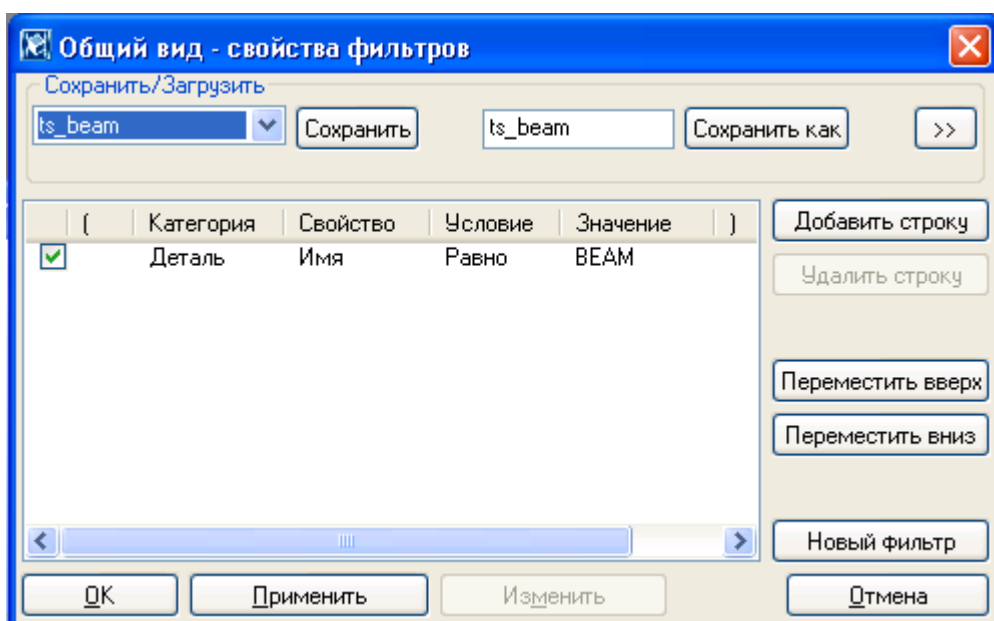 Общий вид - свойства фильтров
Сохранить/Загрузить
ts_beam Сохранить ts_beam Сохранить как >>
( Категория Свойство Условие Значение )
Деталь Имя Равно BEAM
Добавить строку
Удалить строку
Переместить вверх
Переместить вниз
Новый фильтр
OK Применить Изменить Отмена